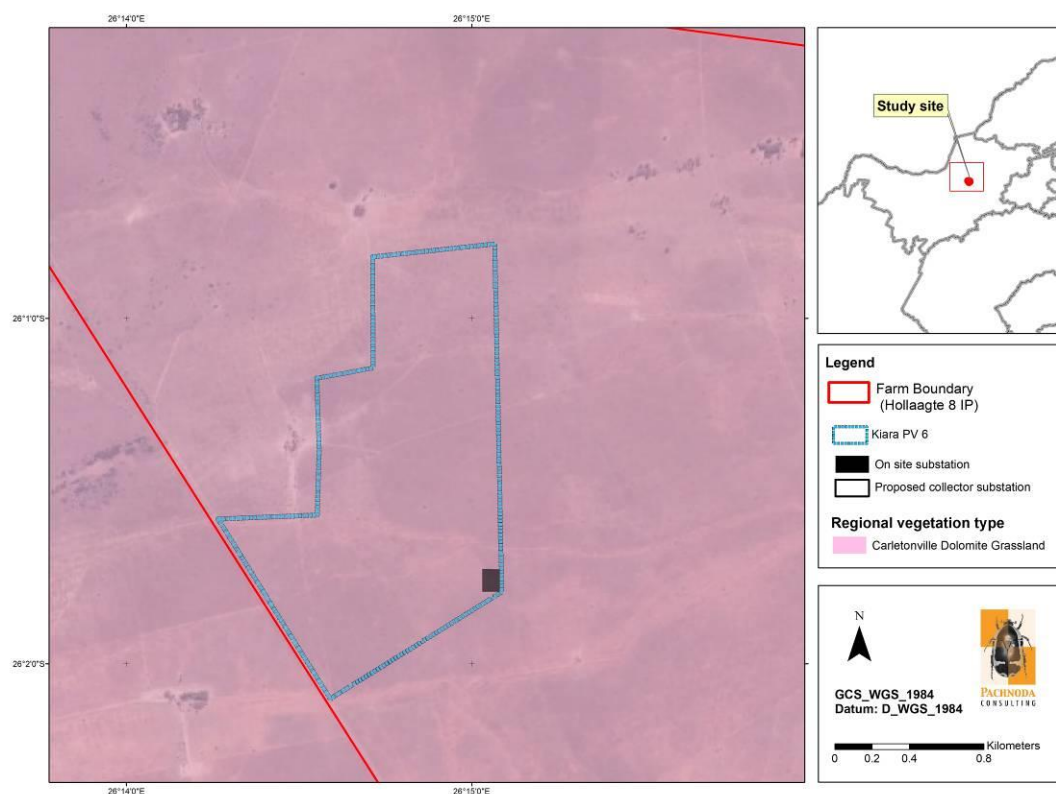 26°14'0"E
26°15'0"E
Study site
26°1'0"S
26°1'0"S
Legend
Farm Boundary
(Hollaagte 8 IP)
Kiara PV 6
On site substation
Proposed collector substation
Regional vegetation type
Carletonville Dolomite Grassland
26°2'0"S
26°2'0"S
N
GCS_WGS_1984
Datum: D_WGS_1984
PACHNODA
CONSULTING
Kilometers
0 0.2 0.4 0.8
26°14'0"E
26°15'0"E